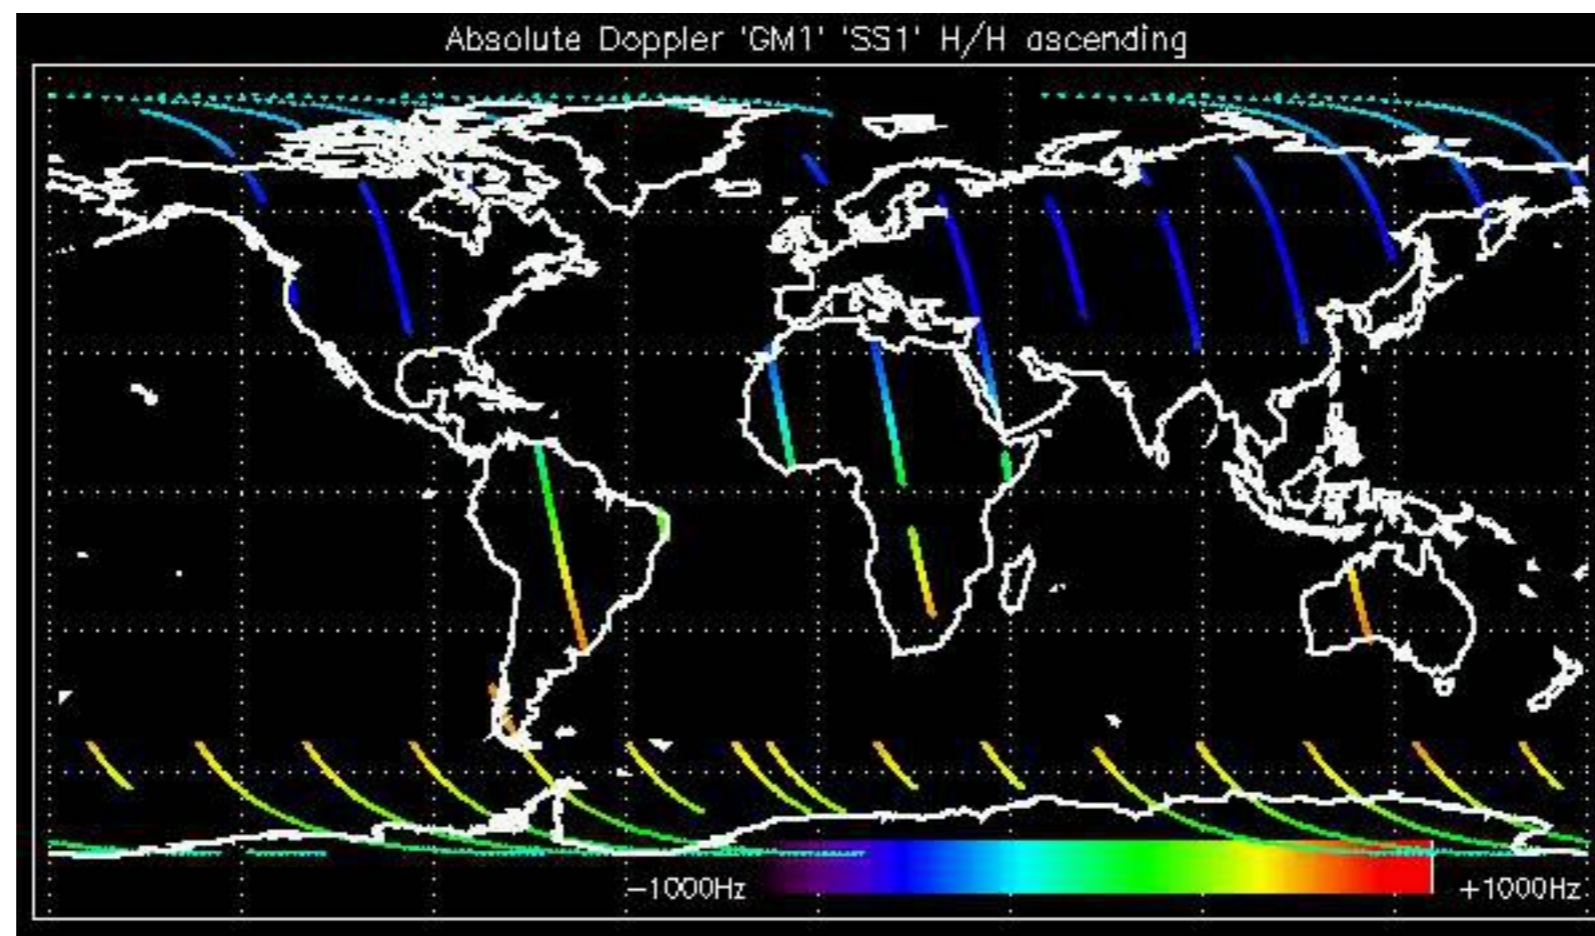 Absolute Doppler 'GM1' 'SS1' H/H ascending
−1000Hz
+1000Hz